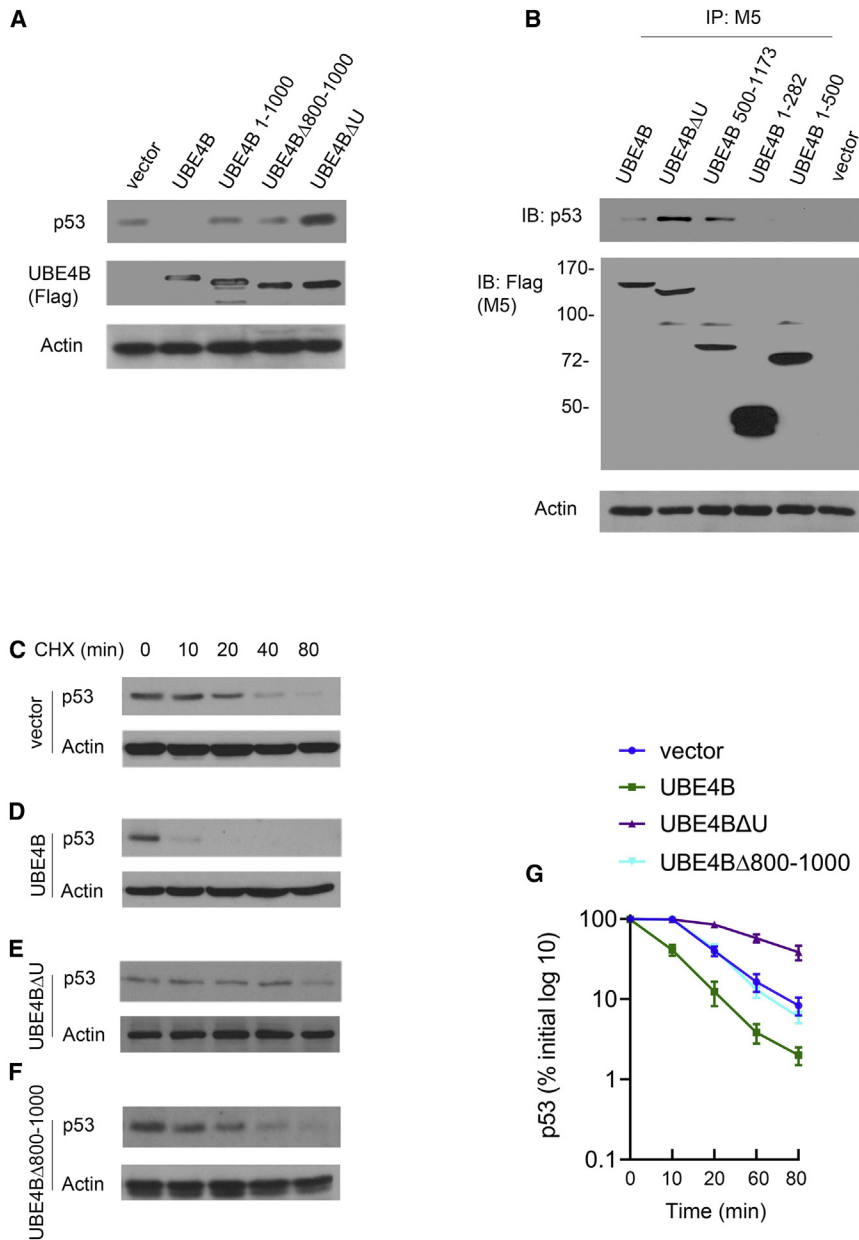 A
vector
UBE4B
UBE4B 1-1000
UBE4BΔ800-1000
UBE4BΔU
p53
UBE4B
(Flag)
Actin
B
IP: M5
UBE4B
UBE4BΔU
UBE4B 500-1173
UBE4B 1-282
UBE4B 1-500
vector
IB: p53
IB: Flag
(M5)
170-
100-
72-
50-
Actin
C CHX (min) 0 10 20 40 80
vector
p53
Actin
D
UBE4B
p53
Actin
E
UBE4BΔU
p53
Actin
F
UBE4BΔ800-1000
p53
Actin
vector
UBE4B
UBE4BΔU
UBE4BΔ800-1000
G
p53 (% initial log 10)
100
10
1
0.1
0 10 20 60 80
Time (min)